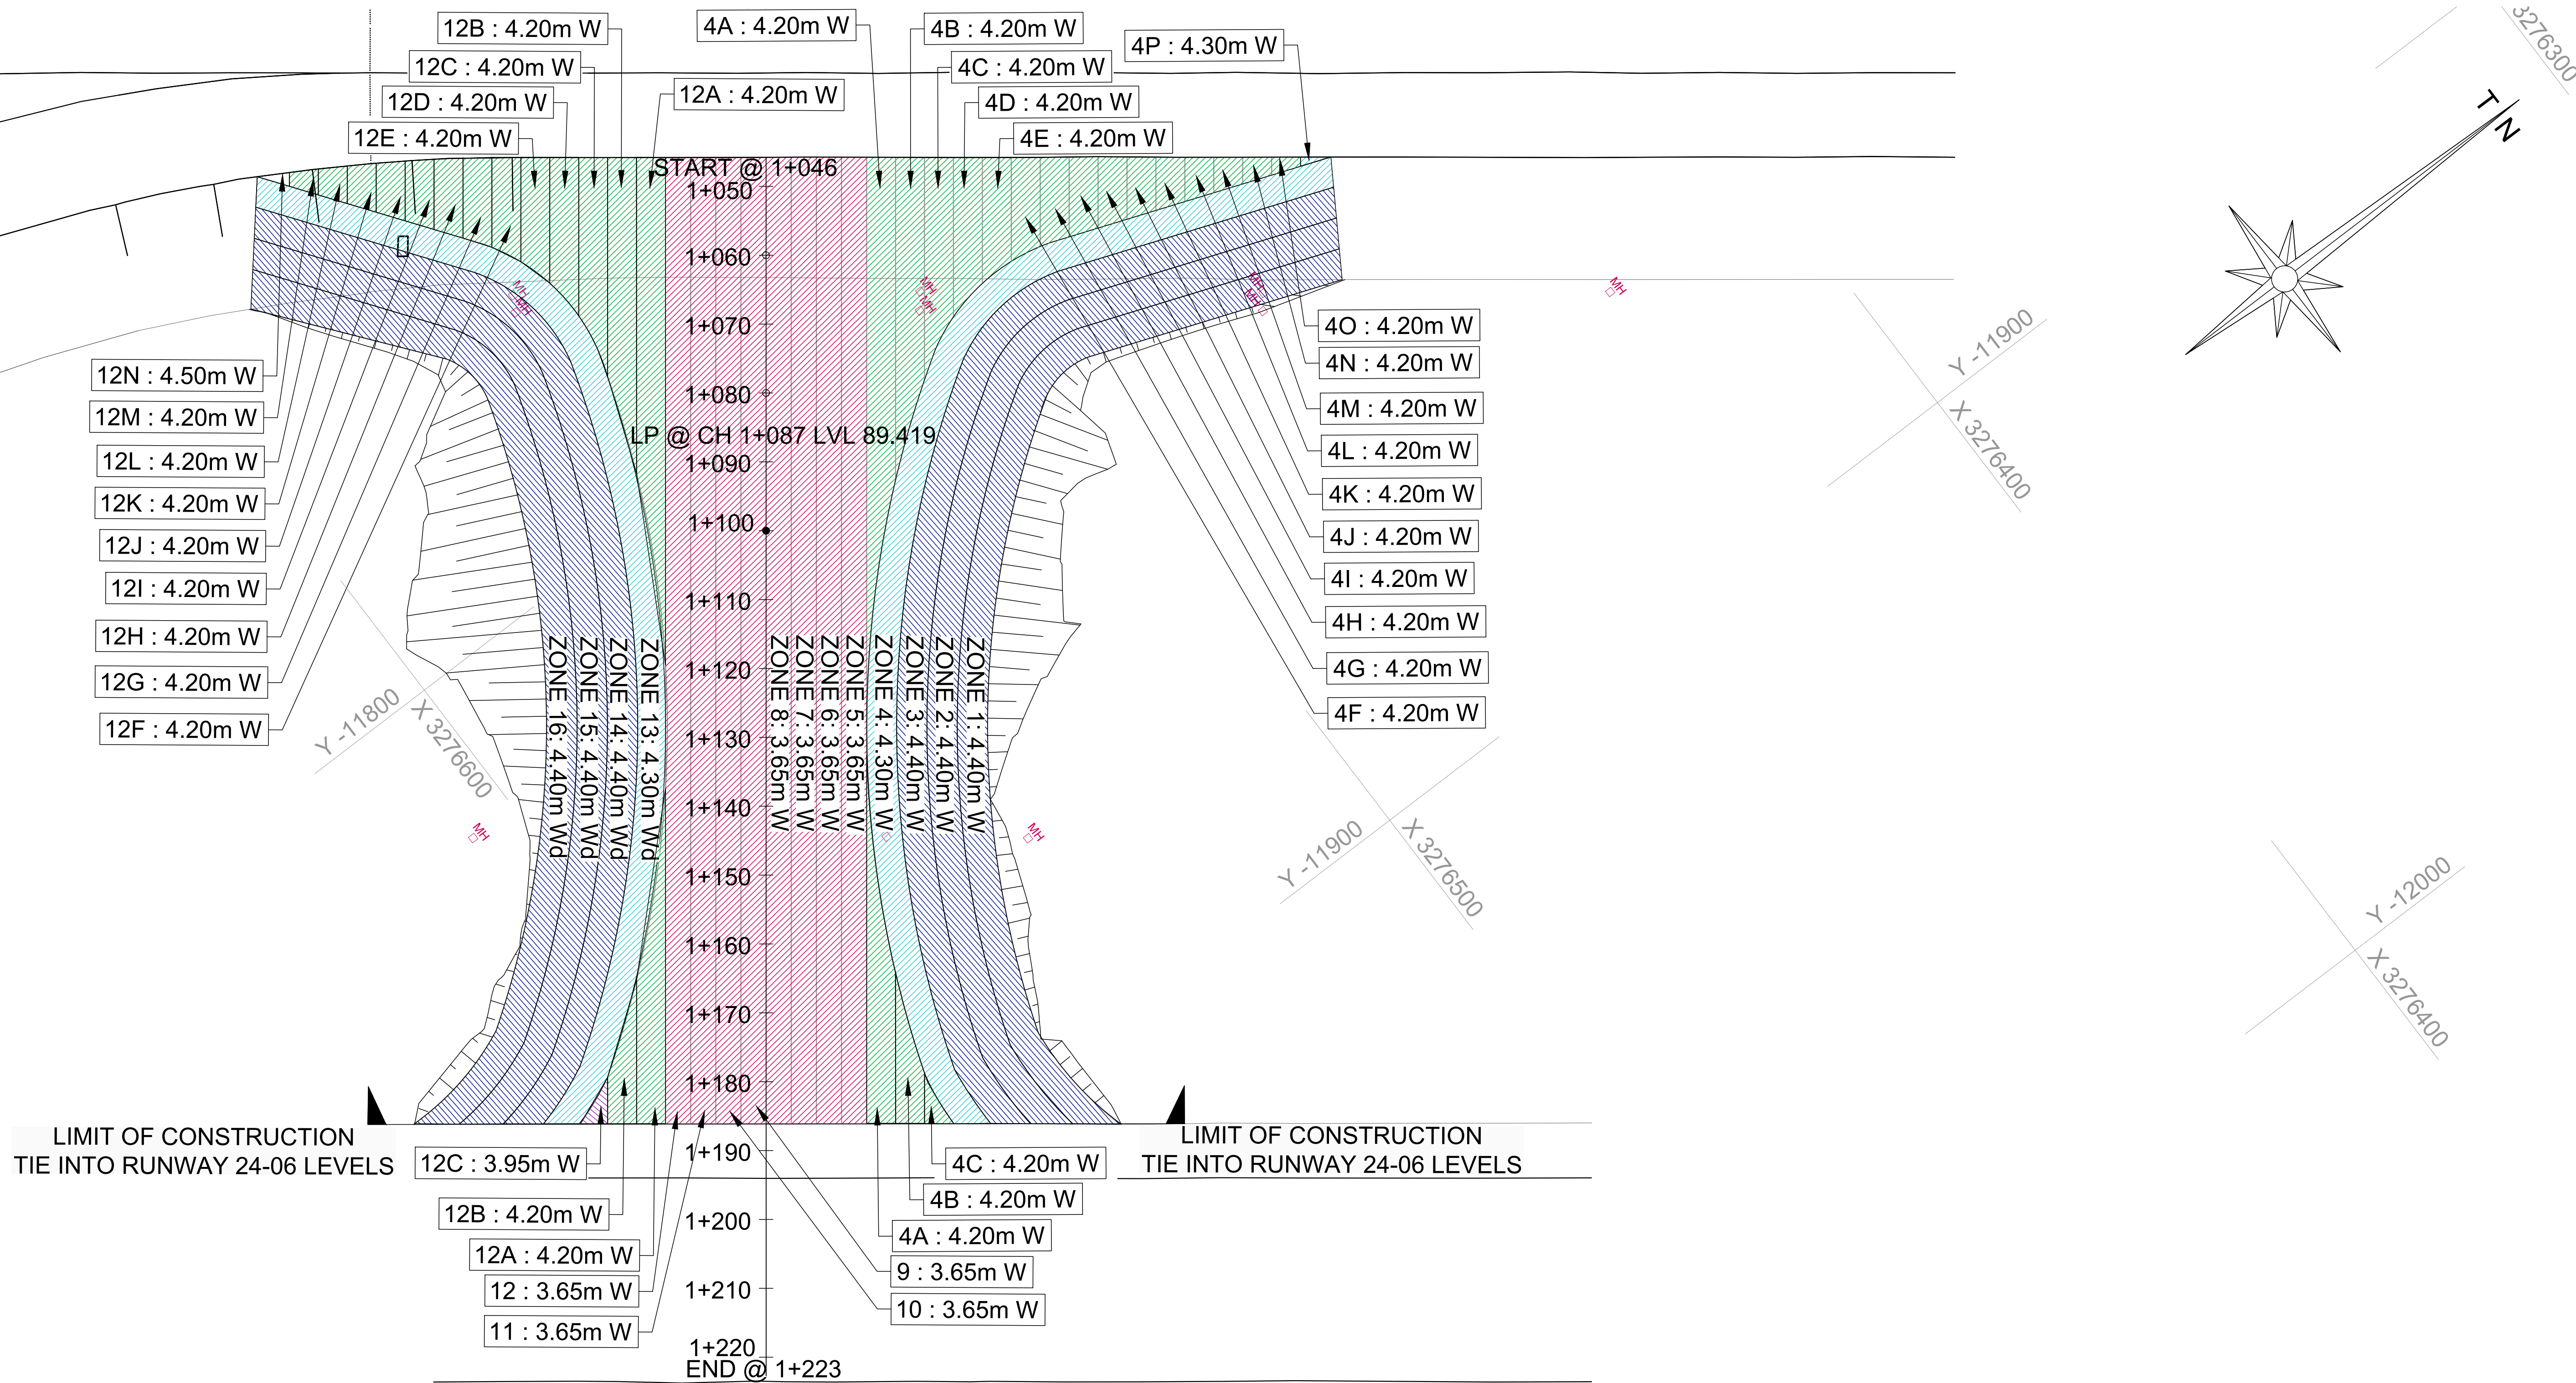 12B : 4.20m W
4A : 4.20m W
4B : 4.20m W
4P : 4.30m W
12C : 4.20m W
4C : 4.20m W
12D : 4.20m W
12A : 4.20m W
4D : 4.20m W
12E : 4.20m W
4E : 4.20m W
3276300
T N
START @ 1+046
1+050
1+060
1+070
1+080
LP @ CH 1+087 LVL 89.419
1+090
1+100
1+110
1+120
1+130
1+140
1+150
1+160
1+170
1+180
1+190
1+200
1+210
1+220
END @ 1+223
MH
MH
MH
MH
MH
MH
MH
MH
MH
12N : 4.50m W
12M : 4.20m W
12L : 4.20m W
12K : 4.20m W
12J : 4.20m W
12I : 4.20m W
12H : 4.20m W
12G : 4.20m W
12F : 4.20m W
4O : 4.20m W
4N : 4.20m W
4M : 4.20m W
4L : 4.20m W
4K : 4.20m W
4J : 4.20m W
4I : 4.20m W
4H : 4.20m W
4G : 4.20m W
4F : 4.20m W
ZONE 16: 4.40m Wd
ZONE 15: 4.40m Wd
ZONE 14: 4.40m Wd
ZONE 13: 4.30m Wd
ZONE 8: 3.65m W
ZONE 7: 3.65m W
ZONE 6: 3.65m W
ZONE 5: 3.65m W
ZONE 4: 4.30m W
ZONE 3: 4.40m W
ZONE 2: 4.40m W
ZONE 1: 4.40m W
Y -11800
X 3276600
Y -11900
X 3276400
Y -11900
X 3276500
Y -12000
X 3276400
LIMIT OF CONSTRUCTION
TIE INTO RUNWAY 24-06 LEVELS
LIMIT OF CONSTRUCTION
TIE INTO RUNWAY 24-06 LEVELS
12C : 3.95m W
12B : 4.20m W
12A : 4.20m W
12 : 3.65m W
11 : 3.65m W
4C : 4.20m W
4B : 4.20m W
4A : 4.20m W
9 : 3.65m W
10 : 3.65m W